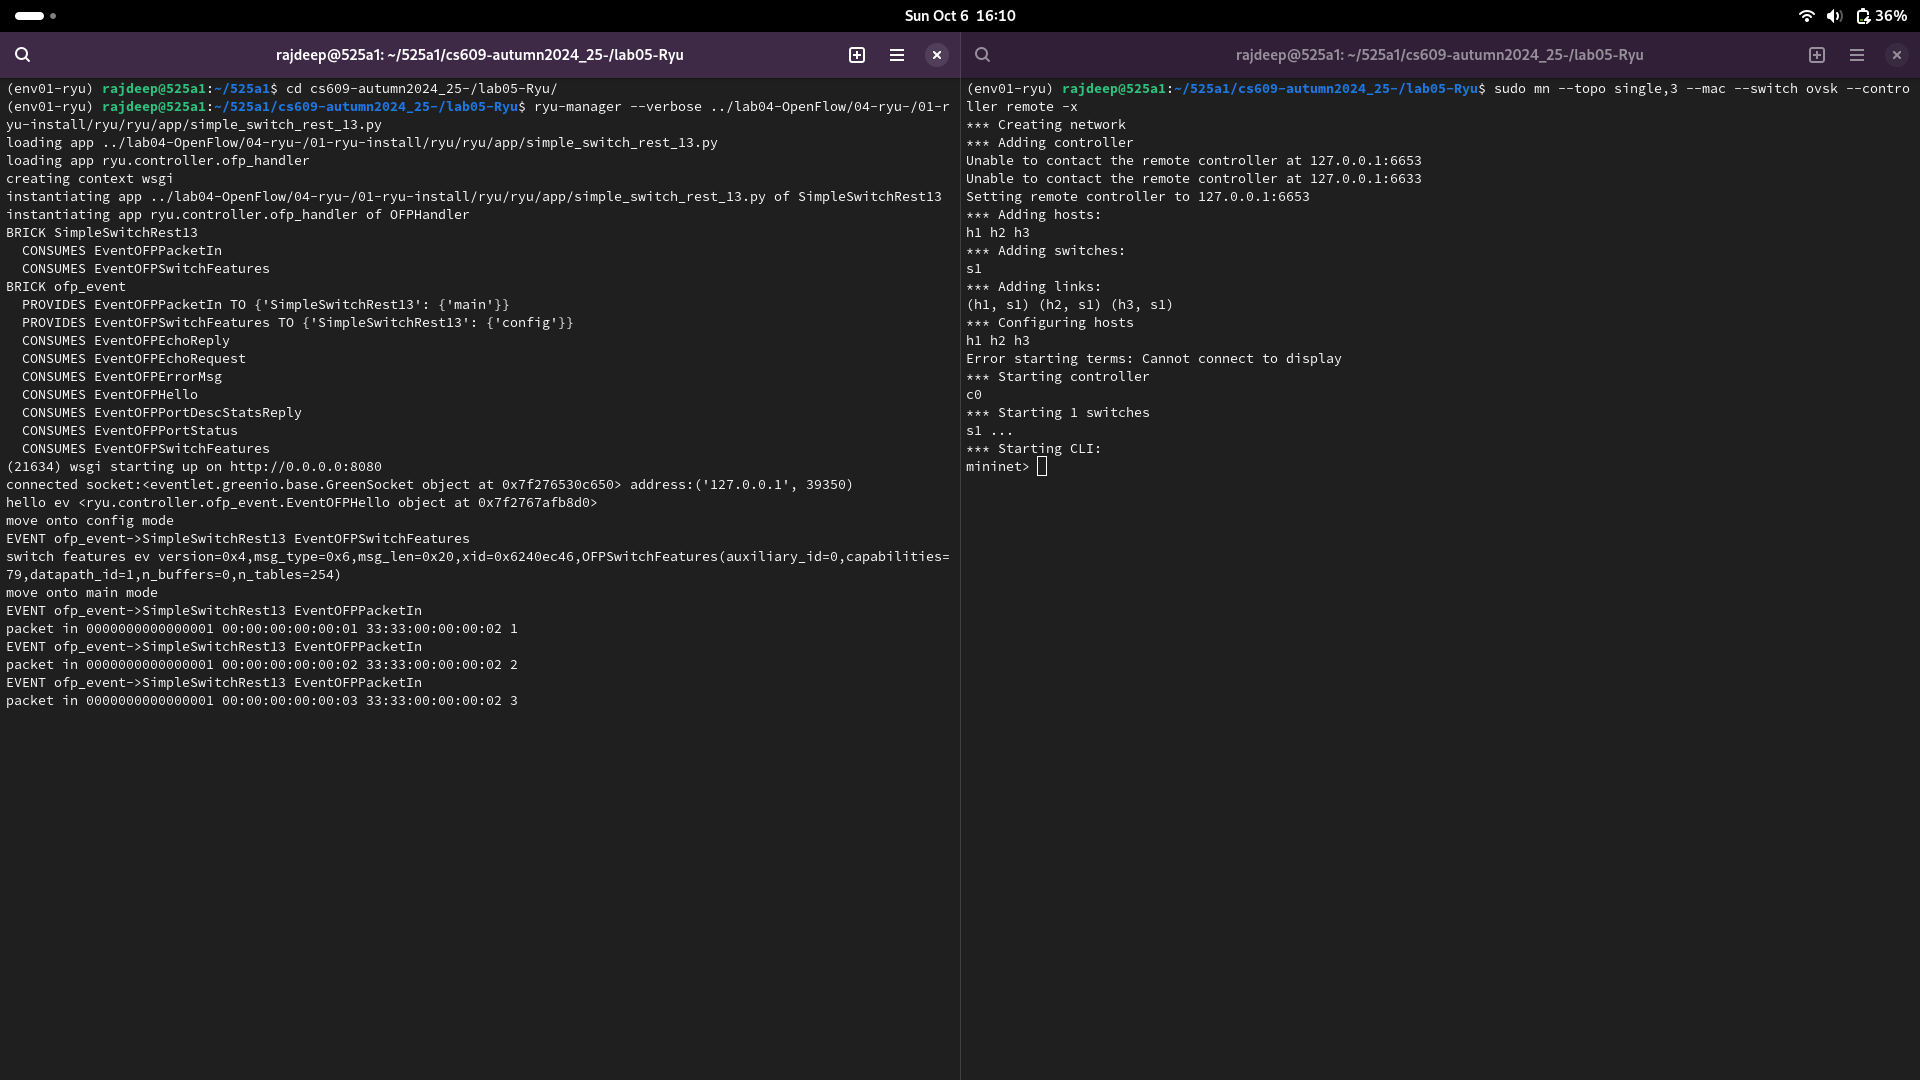 Sun Oct 6 16:10
36%
rajdeep@525a1: ~/525a1/cs609-autumn2024_25-/lab05-Ryu
(env01-ryu) rajdeep@525a1:~/525a1$ cd cs609-autumn2024_25-/lab05-Ryu/
(env01-ryu) rajdeep@525a1:~/525a1/cs609-autumn2024_25-/lab05-Ryu$ ryu-manager --verbose ../lab04-OpenFlow/04-ryu-/01-r
yu-install/ryu/ryu/app/simple_switch_rest_13.py
loading app ../lab04-OpenFlow/04-ryu-/01-ryu-install/ryu/ryu/app/simple_switch_rest_13.py
loading app ryu.controller.ofp_handler
creating context wsgi
instantiating app ../lab04-OpenFlow/04-ryu-/01-ryu-install/ryu/ryu/app/simple_switch_rest_13.py of SimpleSwitchRest13
instantiating app ryu.controller.ofp_handler of OFPHandler
BRICK SimpleSwitchRest13
  CONSUMES EventOFPPacketIn
  CONSUMES EventOFPSwitchFeatures
BRICK ofp_event
  PROVIDES EventOFPPacketIn TO {'SimpleSwitchRest13': {'main'}}
  PROVIDES EventOFPSwitchFeatures TO {'SimpleSwitchRest13': {'config'}}
  CONSUMES EventOFPEchoReply
  CONSUMES EventOFPEchoRequest
  CONSUMES EventOFPErrorMsg
  CONSUMES EventOFPHello
  CONSUMES EventOFPPortDescStatsReply
  CONSUMES EventOFPPortStatus
  CONSUMES EventOFPSwitchFeatures
(21634) wsgi starting up on http://0.0.0.0:8080
connected socket:<eventlet.greenio.base.GreenSocket object at 0x7f276530c650> address:('127.0.0.1', 39350)
hello ev <ryu.controller.ofp_event.EventOFPHello object at 0x7f2767afb8d0>
move onto config mode
EVENT ofp_event->SimpleSwitchRest13 EventOFPSwitchFeatures
switch features ev version=0x4,msg_type=0x6,msg_len=0x20,xid=0x6240ec46,OFPSwitchFeatures(auxiliary_id=0,capabilities=
79,datapath_id=1,n_buffers=0,n_tables=254)
move onto main mode
EVENT ofp_event->SimpleSwitchRest13 EventOFPPacketIn
packet in 0000000000000001 00:00:00:00:00:01 33:33:00:00:00:02 1
EVENT ofp_event->SimpleSwitchRest13 EventOFPPacketIn
packet in 0000000000000001 00:00:00:00:00:02 33:33:00:00:00:02 2
EVENT ofp_event->SimpleSwitchRest13 EventOFPPacketIn
packet in 0000000000000001 00:00:00:00:00:03 33:33:00:00:00:02 3
rajdeep@525a1: ~/525a1/cs609-autumn2024_25-/lab05-Ryu
(env01-ryu) rajdeep@525a1:~/525a1/cs609-autumn2024_25-/lab05-Ryu$ sudo mn --topo single,3 --mac --switch ovsk --contro
ller remote -x
*** Creating network
*** Adding controller
Unable to contact the remote controller at 127.0.0.1:6653
Unable to contact the remote controller at 127.0.0.1:6633
Setting remote controller to 127.0.0.1:6653
*** Adding hosts:
h1 h2 h3
*** Adding switches:
s1
*** Adding links:
(h1, s1) (h2, s1) (h3, s1)
*** Configuring hosts
h1 h2 h3
Error starting terms: Cannot connect to display
*** Starting controller
c0
*** Starting 1 switches
s1 ...
*** Starting CLI:
mininet>